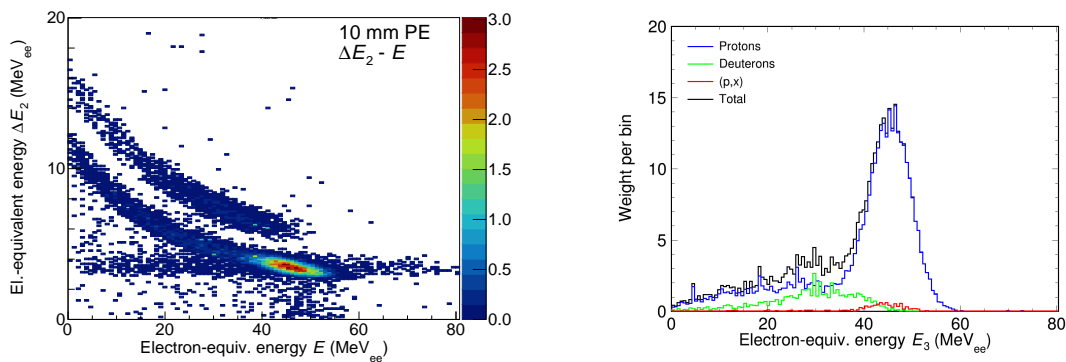 10 mm PE
ΔE₂ - E
El.-equivalent energy ΔE₂ (MeVₑₑ)
20
10
0
0 20 40 60 80
Electron-equiv. energy E (MeVₑₑ)
3.0
2.5
2.0
1.5
1.0
0.5
0.0
Weight per bin
20
15
10
5
0
Protons
Deuterons
(p,x)
Total
0 20 40 60 80
Electron-equiv. energy E₃ (MeVₑₑ)